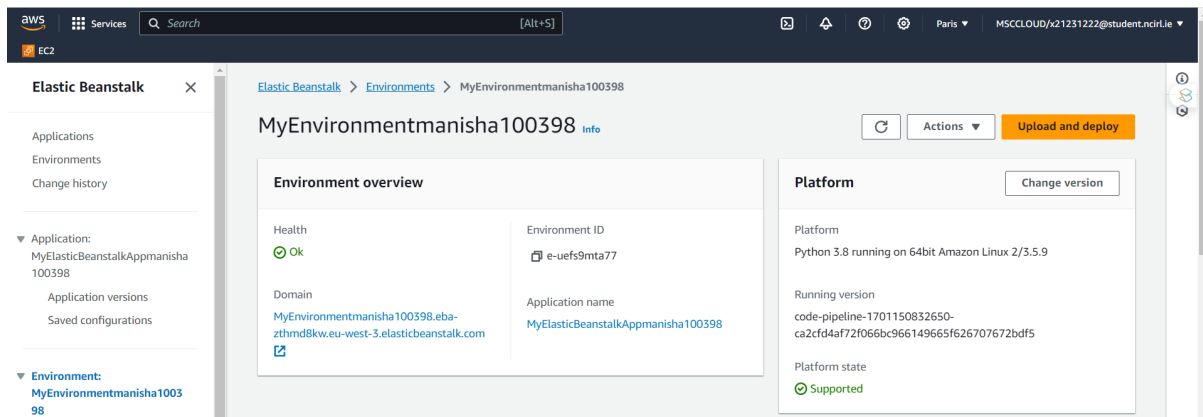 aws
Services
Search
[Alt+S]
Paris
MSCCLOUD/x21231222@student.ncirl.ie
EC2
Elastic Beanstalk
Applications
Environments
Change history
Application:
MyElasticBeanstalkAppmanisha
100398
Application versions
Saved configurations
Environment:
MyEnvironmentmanisha1003
98
Elastic Beanstalk > Environments > MyEnvironmentmanisha100398
MyEnvironmentmanisha100398 Info
Actions
Upload and deploy
Environment overview
Health
Ok
Domain
MyEnvironmentmanisha100398.eba-
zthmd8kw.eu-west-3.elasticbeanstalk.com
Environment ID
e-uefs9mta77
Application name
MyElasticBeanstalkAppmanisha100398
Platform
Change version
Platform
Python 3.8 running on 64bit Amazon Linux 2/3.5.9
Running version
code-pipeline-1701150832650-
ca2cfd4af72f066bc966149665f626707672bdf5
Platform state
Supported